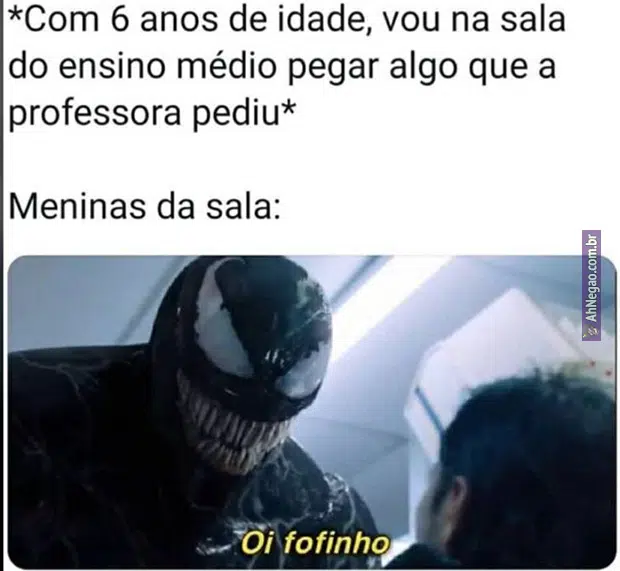 *Com 6 anos de idade, vou na sala
do ensino médio pegar algo que a
professora pediu*
Meninas da sala:
AhNegao.com.br
Oi fofinho